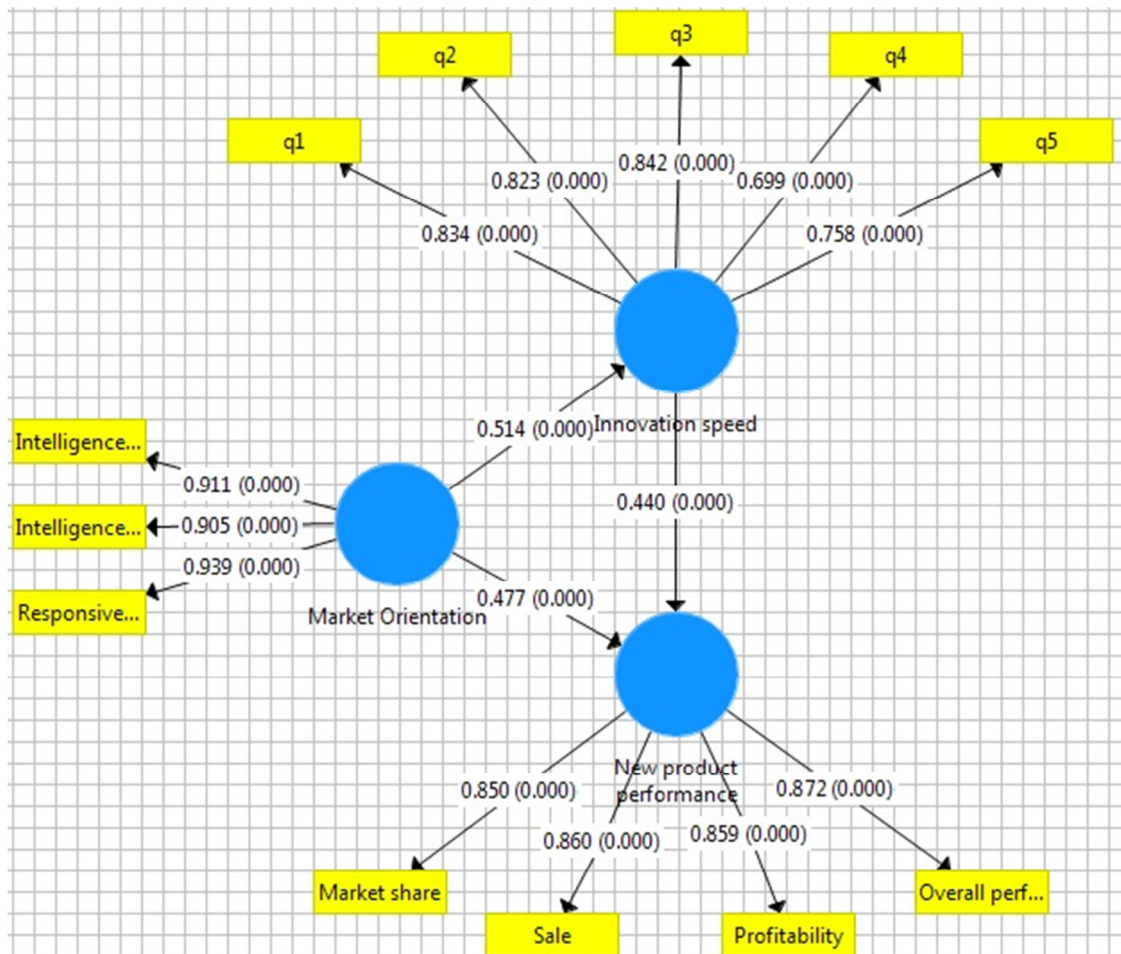 q3
q2
q4
q1
q5
0.842 (0.000)
0.823 (0.000)
0.699 (0.000)
0.834 (0.000)
0.758 (0.000)
Innovation speed
0.514 (0.000)
Intelligence...
0.911 (0.000)
0.440 (0.000)
Intelligence...
0.905 (0.000)
0.939 (0.000)
Responsive...
Market Orientation
0.477 (0.000)
New product
performance
0.850 (0.000)
0.872 (0.000)
0.860 (0.000)
0.859 (0.000)
Market share
Overall perf...
Sale
Profitability